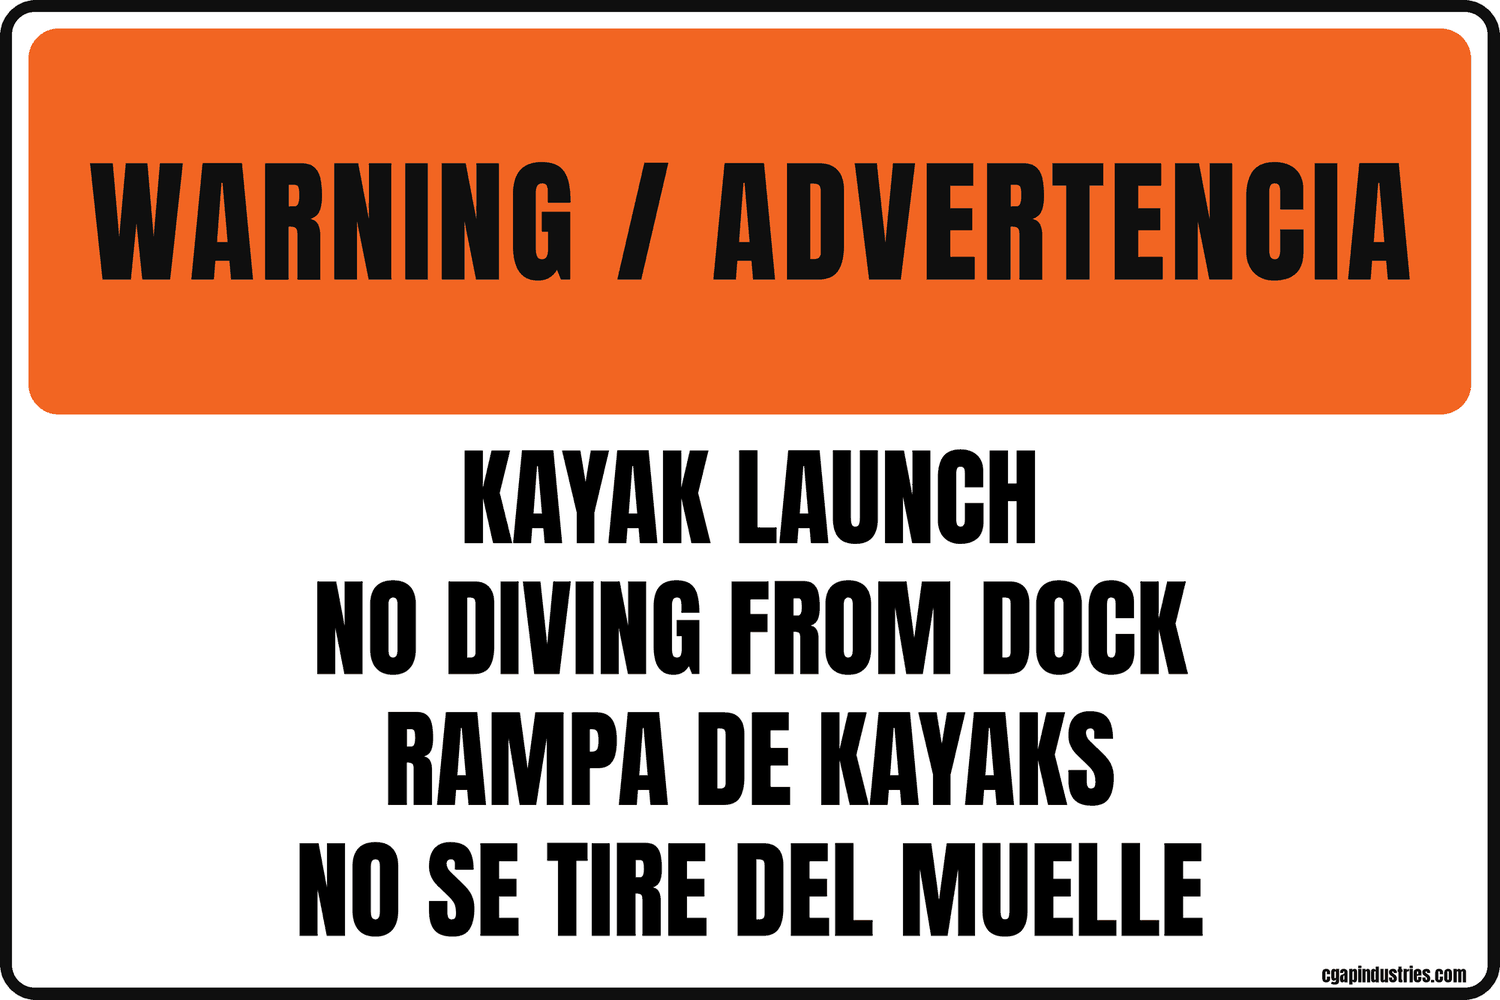 WARNING / ADVERTENCIA
KAYAK LAUNCH
NO DIVING FROM DOCK
RAMPA DE KAYAKS
NO SE TIRE DEL MUELLE
cgapindustries.com